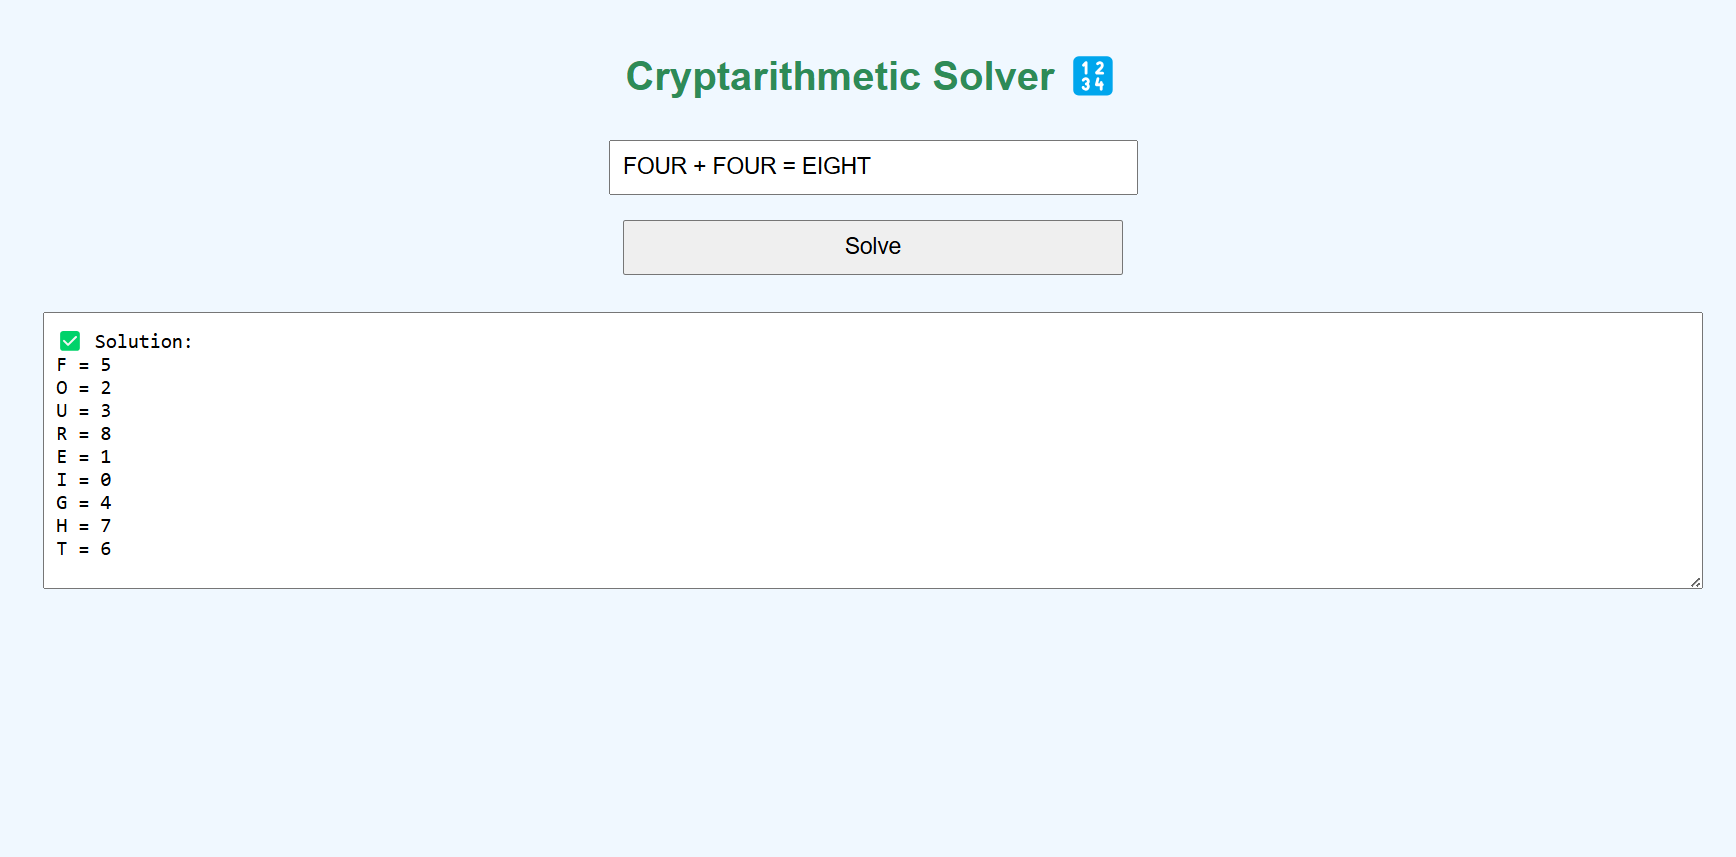 Cryptarithmetic Solver 🔢
FOUR + FOUR = EIGHT
Solve
✅ Solution:
F = 5
O = 2
U = 3
R = 8
E = 1
I = 0
G = 4
H = 7
T = 6